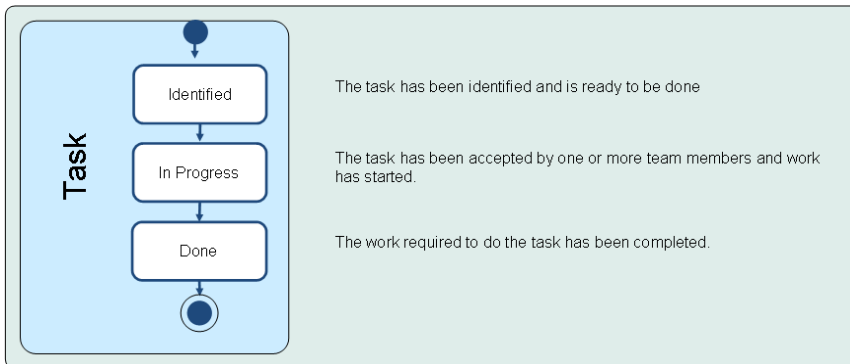 Task
Identified
The task has been identified and is ready to be done
In Progress
The task has been accepted by one or more team members and work
has started.
Done
The work required to do the task has been completed.